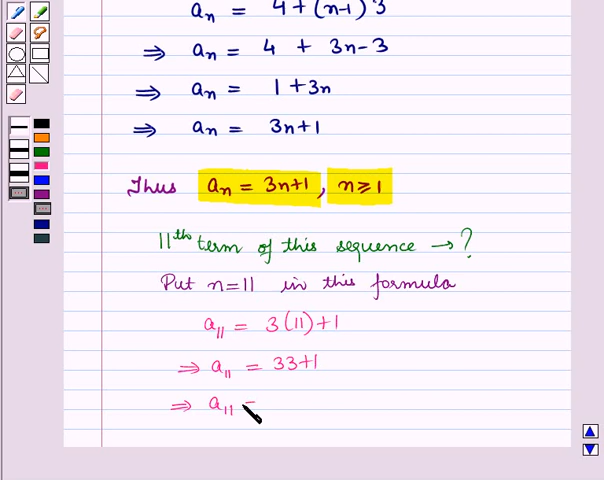 aₙ = 4 + (n-1) 3
⇒ aₙ = 4 + 3n - 3
⇒ aₙ = 1 + 3n
⇒ aₙ = 3n+1
Thus aₙ = 3n+1, n ⩾ 1
11ᵗʰ term of this sequence → ?
Put n=11 in this formula
a₁₁ = 3(11)+1
⇒ a₁₁ = 33+1
⇒ a₁₁ -